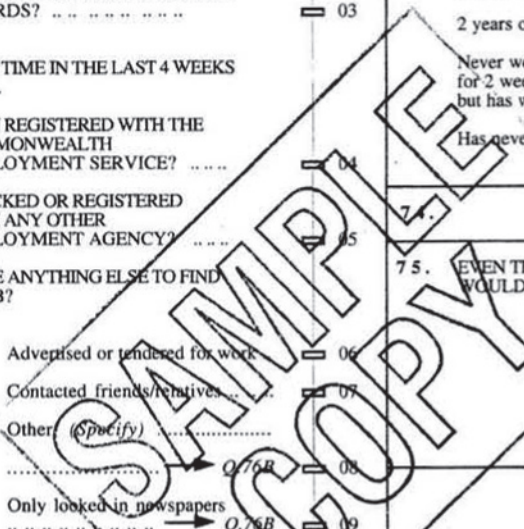 RDS? .. .. .. .. .. .. 03
TIME IN THE LAST 4 WEEKS
REGISTERED WITH THE
MONWEALTH
LOYMENT SERVICE? .. .. 04
CKED OR REGISTERED
ANY OTHER
LOYMENT AGENCY? .. .. 05
E ANYTHING ELSE TO FIND
B?
Advertised or tendered for work 06
Contacted friends/relatives .. .. 07
Other (Specify) ..................
.................. Q.76B 08
Only looked in newspapers
.. .. .. .. .. .. .. Q.76B 09
2 years o
Never wo
for 2 wee
but has w
Has neve
74.
75. EVEN TH
WOULD
SAMPLE
COPY